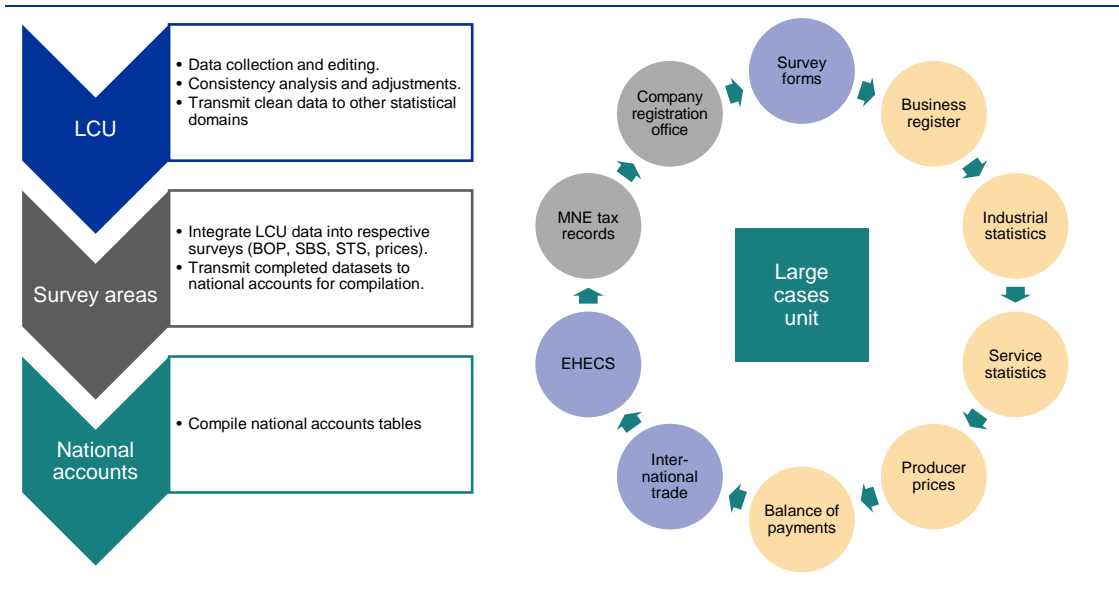 LCU
• Data collection and editing.
• Consistency analysis and adjustments.
• Transmit clean data to other statistical
domains
Survey areas
• Integrate LCU data into respective
surveys (BOP, SBS, STS, prices).
• Transmit completed datasets to
national accounts for compilation.
National
accounts
• Compile national accounts tables
Survey
forms
Business
register
Industrial
statistics
Service
statistics
Producer
prices
Balance of
payments
Inter-
national
trade
EHECS
MNE tax
records
Company
registration
office
Large
cases
unit